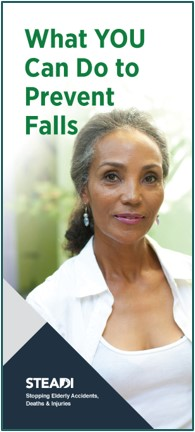 What YOU
Can Do to
Prevent
Falls
STEADI
Stopping Elderly Accidents,
Deaths & Injuries